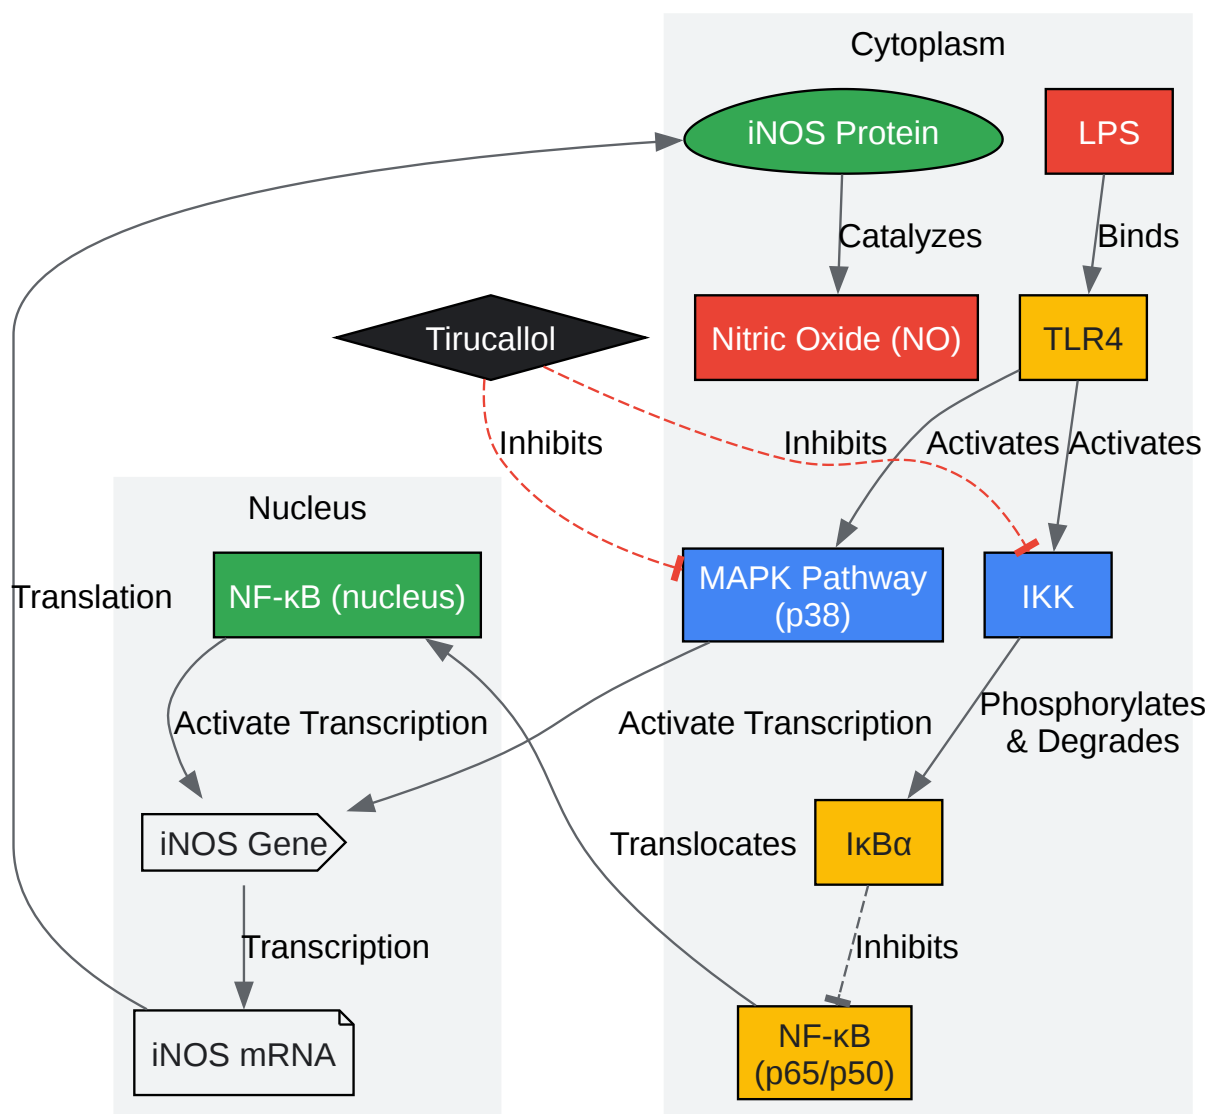 Cytoplasm
iNOS Protein
LPS
Catalyzes
Binds
Tirucallol
Nitric Oxide (NO)
TLR4
Inhibits
Inhibits
Activates
Activates
Nucleus
Translation
NF-κB (nucleus)
MAPK Pathway
(p38)
IKK
Activate Transcription
Activate Transcription
Phosphorylates
& Degrades
iNOS Gene
Translocates
IκBα
Transcription
Inhibits
iNOS mRNA
NF-κB
(p65/p50)